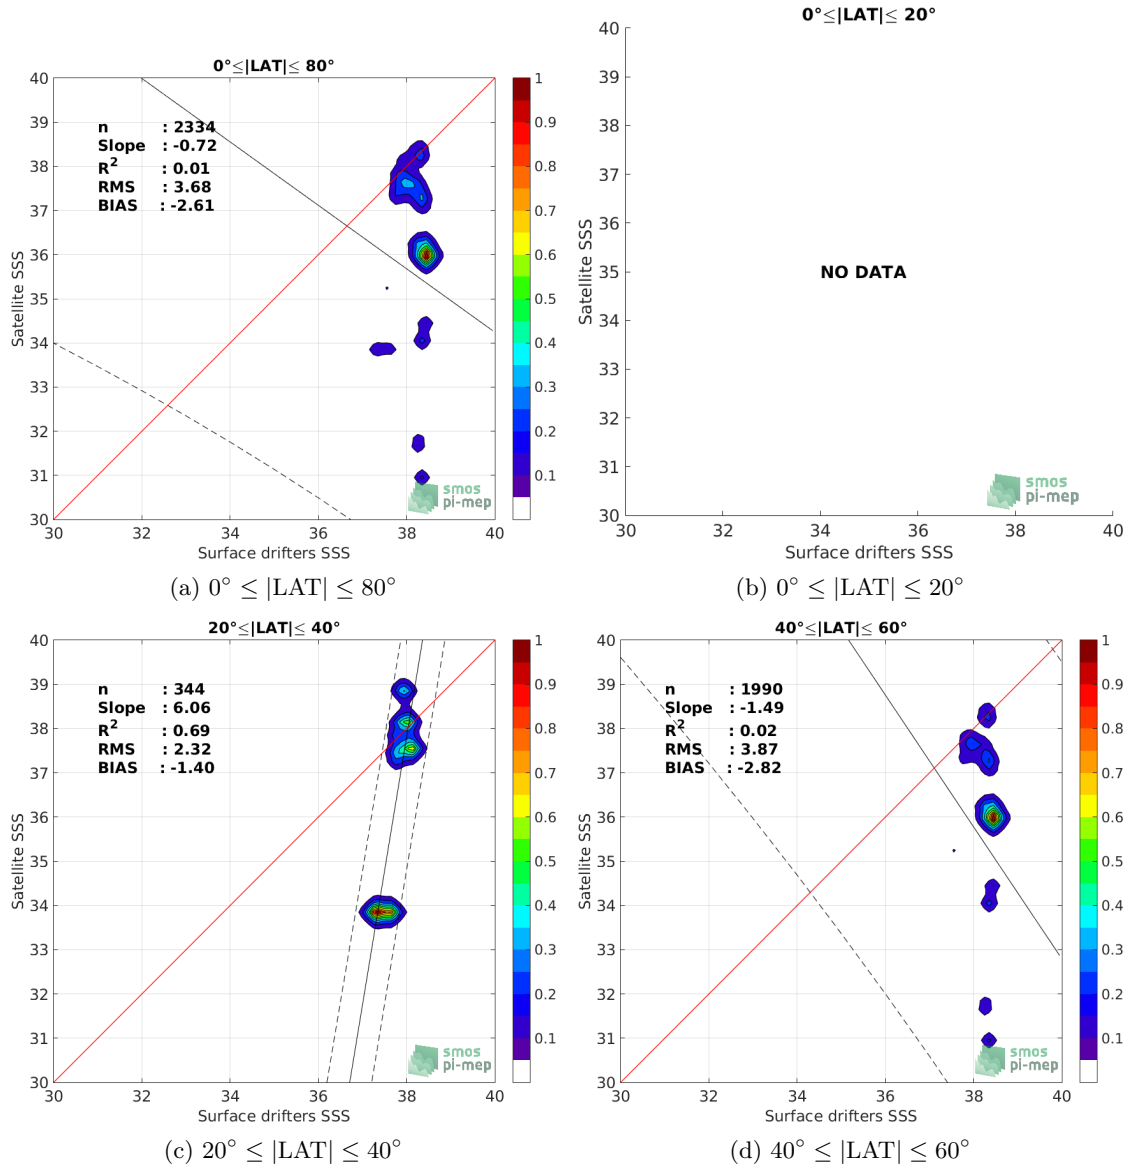 0°≤|LAT|≤ 80°
40
39
38
37
36
35
34
33
32
31
30
Satellite SSS
n : 2334
Slope : -0.72
R² : 0.01
RMS : 3.68
BIAS : -2.61
30 32 34 36 38 40
Surface drifters SSS
1
0.9
0.8
0.7
0.6
0.5
0.4
0.3
0.2
0.1
smos
pi-mep
(a) 0° ≤ |LAT| ≤ 80°
0°≤|LAT|≤ 20°
40
39
38
37
36
35
34
33
32
31
30
Satellite SSS
NO DATA
30 32 34 36 38 40
Surface drifters SSS
smos
pi-mep
(b) 0° ≤ |LAT| ≤ 20°
20°≤|LAT|≤ 40°
40
39
38
37
36
35
34
33
32
31
30
Satellite SSS
n : 344
Slope : 6.06
R² : 0.69
RMS : 2.32
BIAS : -1.40
30 32 34 36 38 40
Surface drifters SSS
1
0.9
0.8
0.7
0.6
0.5
0.4
0.3
0.2
0.1
smos
pi-mep
(c) 20° ≤ |LAT| ≤ 40°
40°≤|LAT|≤ 60°
40
39
38
37
36
35
34
33
32
31
30
Satellite SSS
n : 1990
Slope : -1.49
R² : 0.02
RMS : 3.87
BIAS : -2.82
30 32 34 36 38 40
Surface drifters SSS
1
0.9
0.8
0.7
0.6
0.5
0.4
0.3
0.2
0.1
smos
pi-mep
(d) 40° ≤ |LAT| ≤ 60°